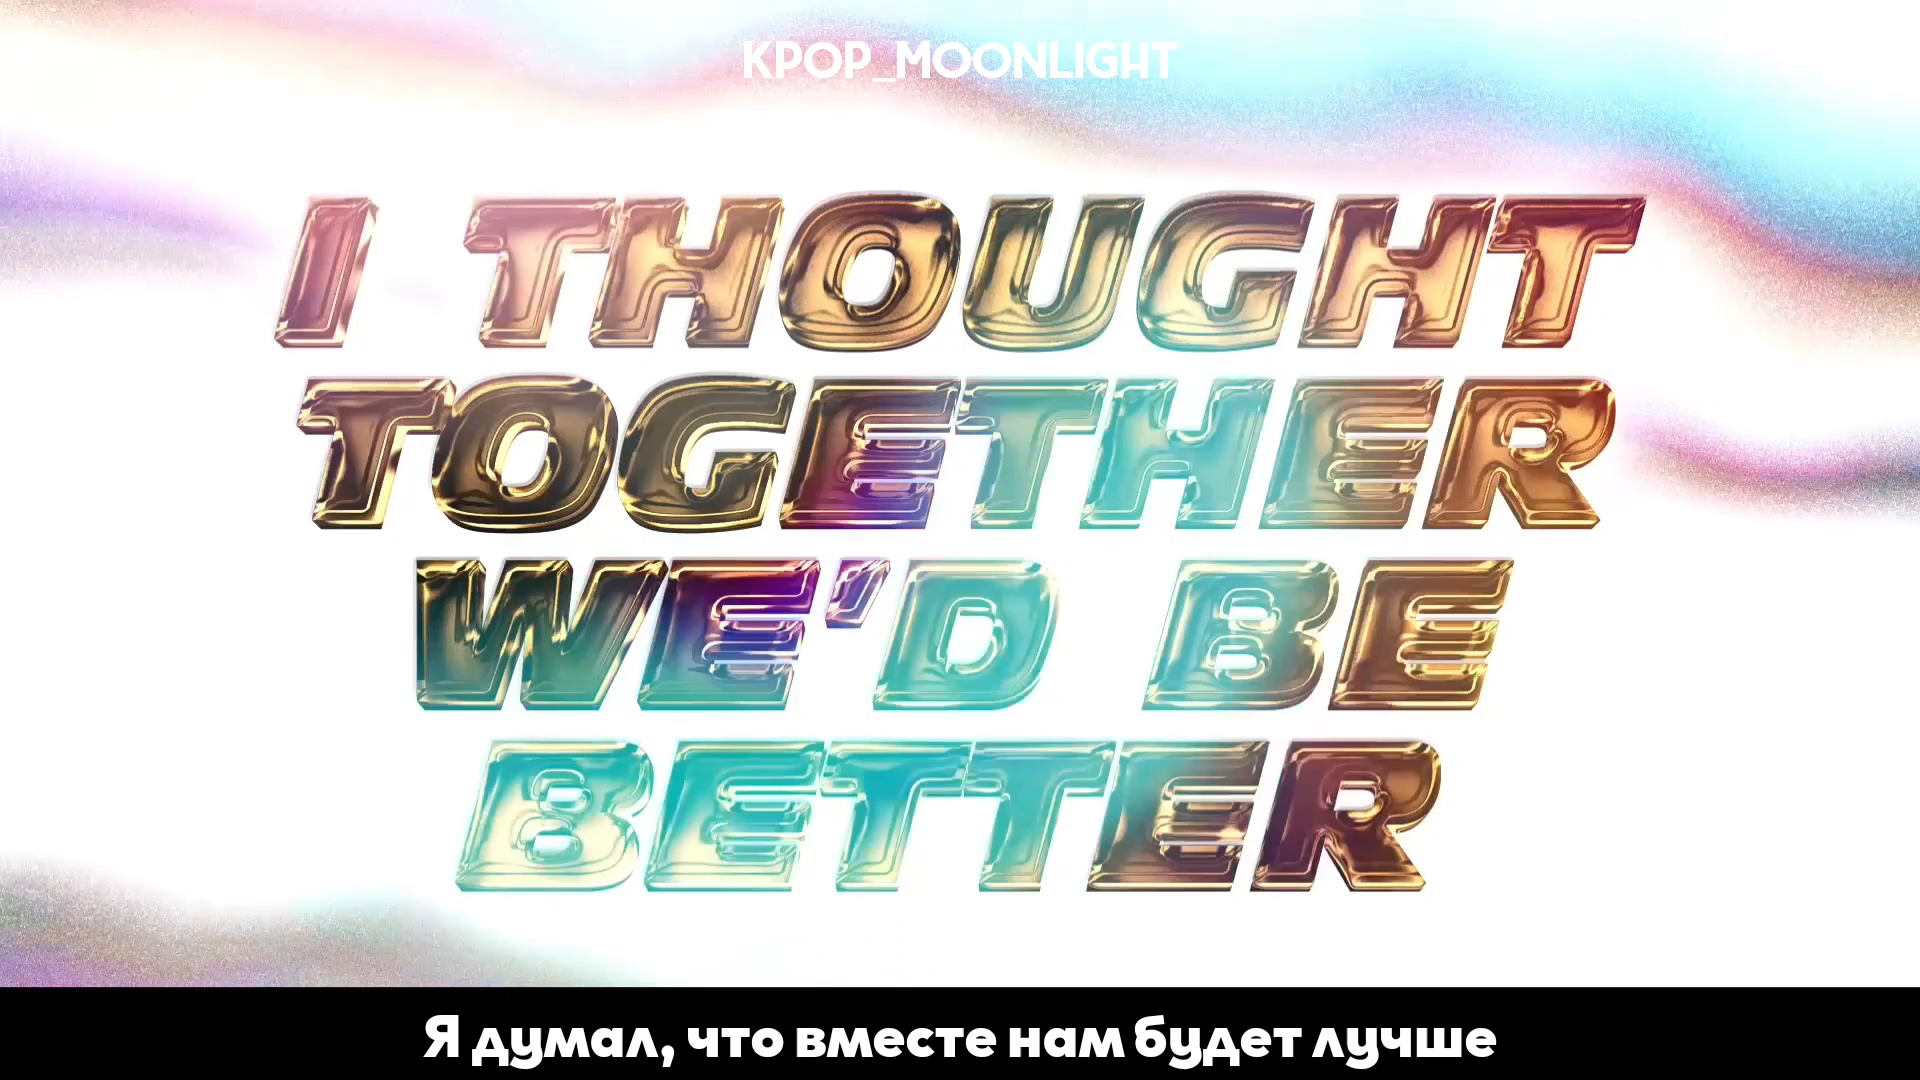 KPOP_MOONLIGHT
I THOUGHT
TOGETHER
WE'D BE
BETTER
Я думал, что вместе нам будет лучше